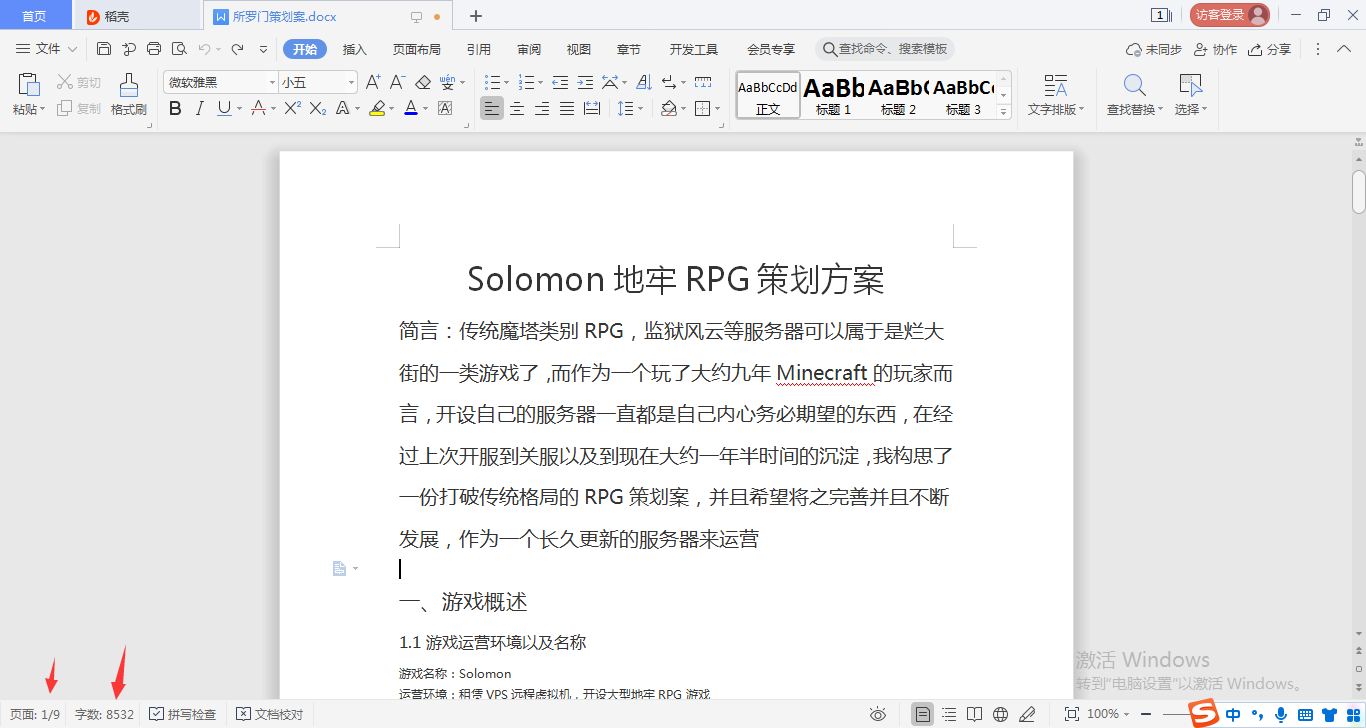 首页 稻壳 所罗门策划案.docx 1 访客登录
文件 开始 插入 页面布局 引用 审阅 视图 章节 开发工具 会员专享 查找命令、搜索模板 未同步 协作 分享
粘贴 剪切 复制 格式刷 微软雅黑 小五 A+ A- wén
B I U A X² X₂ A A A
AaBbCcDd AaBb AaBb( AaBbC
正文 标题 1 标题 2 标题 3 文字排版 查找替换 选择
Solomon 地牢 RPG 策划方案
简言：传统魔塔类别 RPG，监狱风云等服务器可以属于是烂大
街的一类游戏了，而作为一个玩了大约九年 Minecraft 的玩家而
言，开设自己的服务器一直都是自己内心务必期望的东西，在经
过上次开服到关服以及到现在大约一年半时间的沉淀，我构思了
一份打破传统格局的 RPG 策划案，并且希望将之完善并且不断
发展，作为一个长久更新的服务器来运营
一、游戏概述
1.1 游戏运营环境以及名称
游戏名称：Solomon
运营环境：租赁 VPS 远程虚拟机，开设大型地牢 RPG 游戏
激活 Windows
转到“电脑设置”以激活 Windows。
页面: 1/9 字数: 8532 拼写检查 文档校对 100% 中